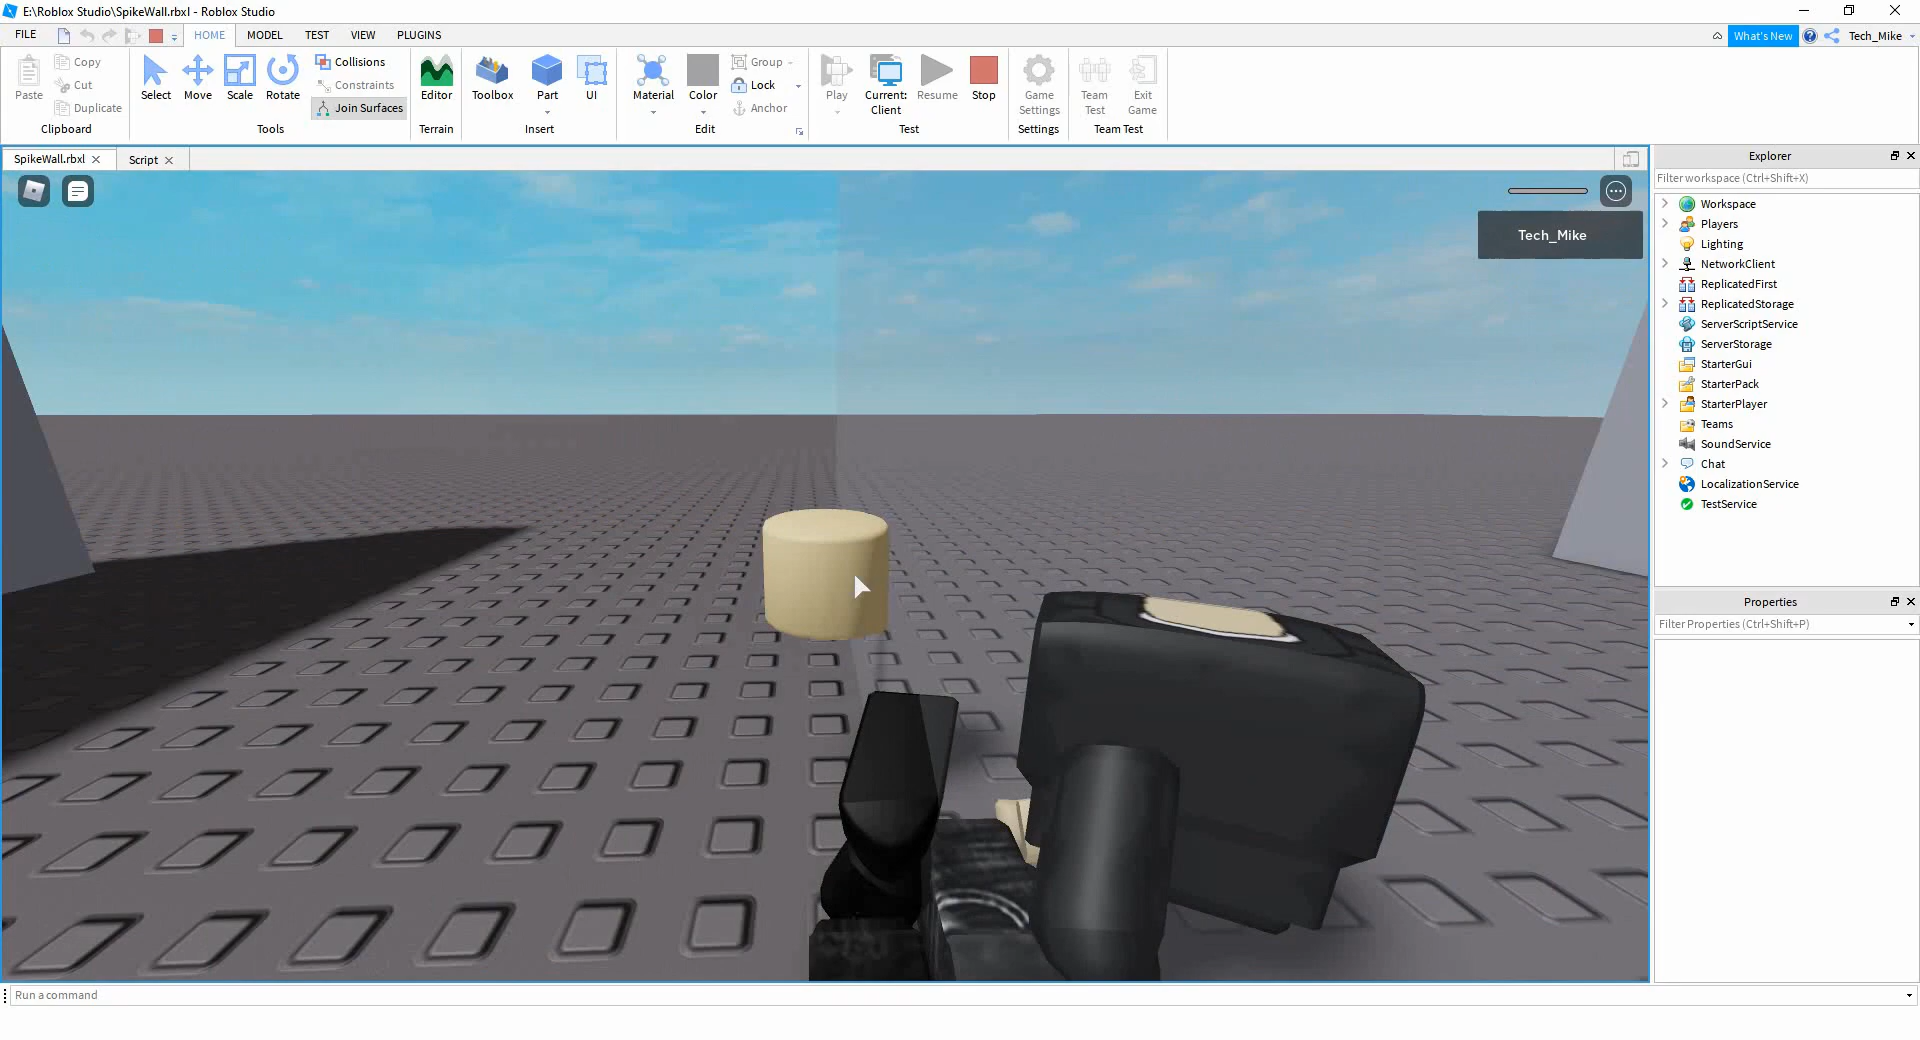 E:\Roblox Studio\SpikeWall.rbxl - Roblox Studio
FILE HOME MODEL TEST VIEW PLUGINS What's New Tech_Mike
Paste Copy Cut Duplicate
Clipboard
Select Move Scale Rotate
Collisions
Constraints
Join Surfaces
Tools
Editor
Terrain
Toolbox Part UI
Insert
Material Color
Group
Lock
Anchor
Edit
Play Current: Client Resume Stop
Test
Game Settings
Settings
Team Test Exit Game
Team Test
SpikeWall.rbxl Script
Tech_Mike
Explorer
Filter workspace (Ctrl+Shift+X)
Workspace
Players
Lighting
NetworkClient
ReplicatedFirst
ReplicatedStorage
ServerScriptService
ServerStorage
StarterGui
StarterPack
StarterPlayer
Teams
SoundService
Chat
LocalizationService
TestService
Properties
Filter Properties (Ctrl+Shift+P)
Run a command